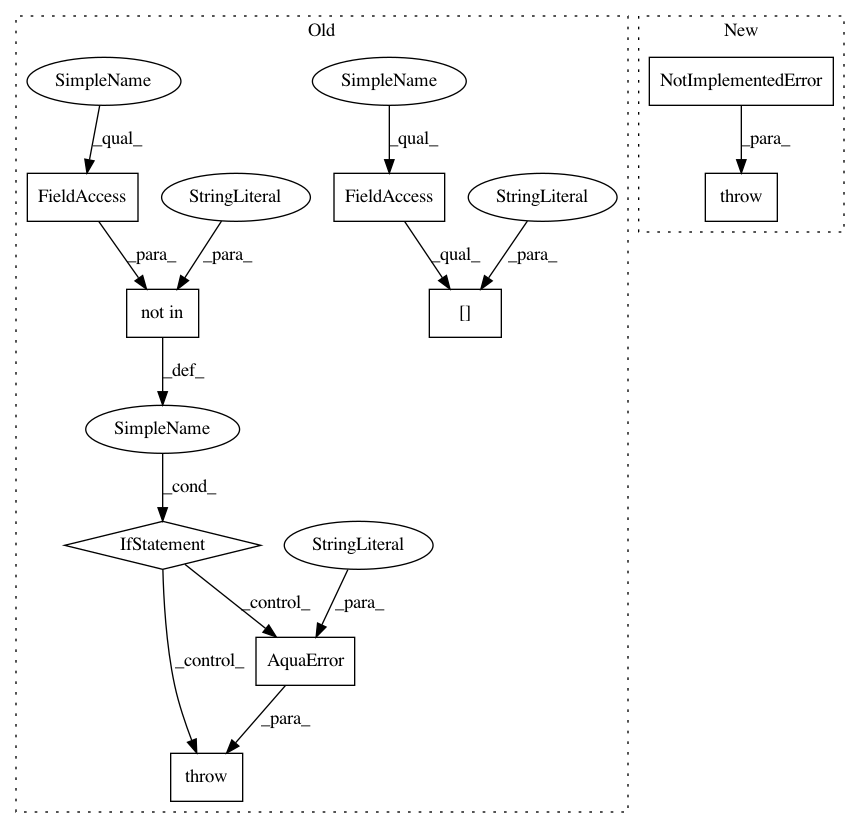 Old
New
SimpleName
SimpleName
NotImplementedError
_qual_
_qual_
_para_
FieldAccess
StringLiteral
FieldAccess
StringLiteral
throw
_para_
_para_
_qual_
_para_
not in
[]
_def_
SimpleName
_cond_
IfStatement
StringLiteral
_control_
_para_
_control_
AquaError
_para_
throw